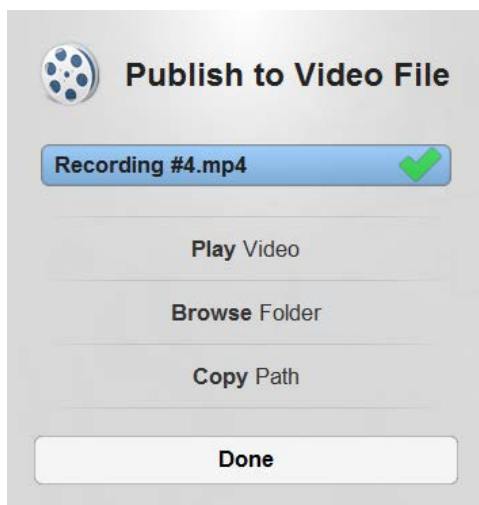 Publish to Video File
Recording #4.mp4
Play Video
Browse Folder
Copy Path
Done